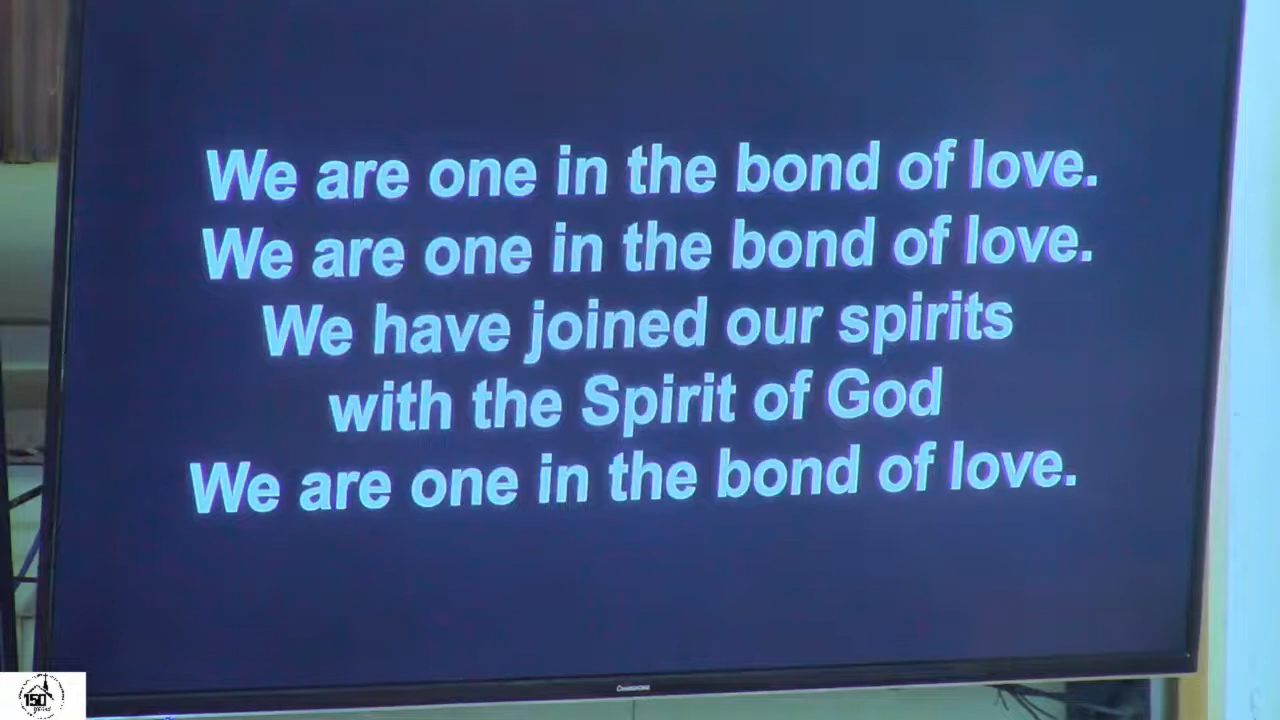 We are one in the bond of love.
We are one in the bond of love.
We have joined our spirits
with the Spirit of God
We are one in the bond of love.
150